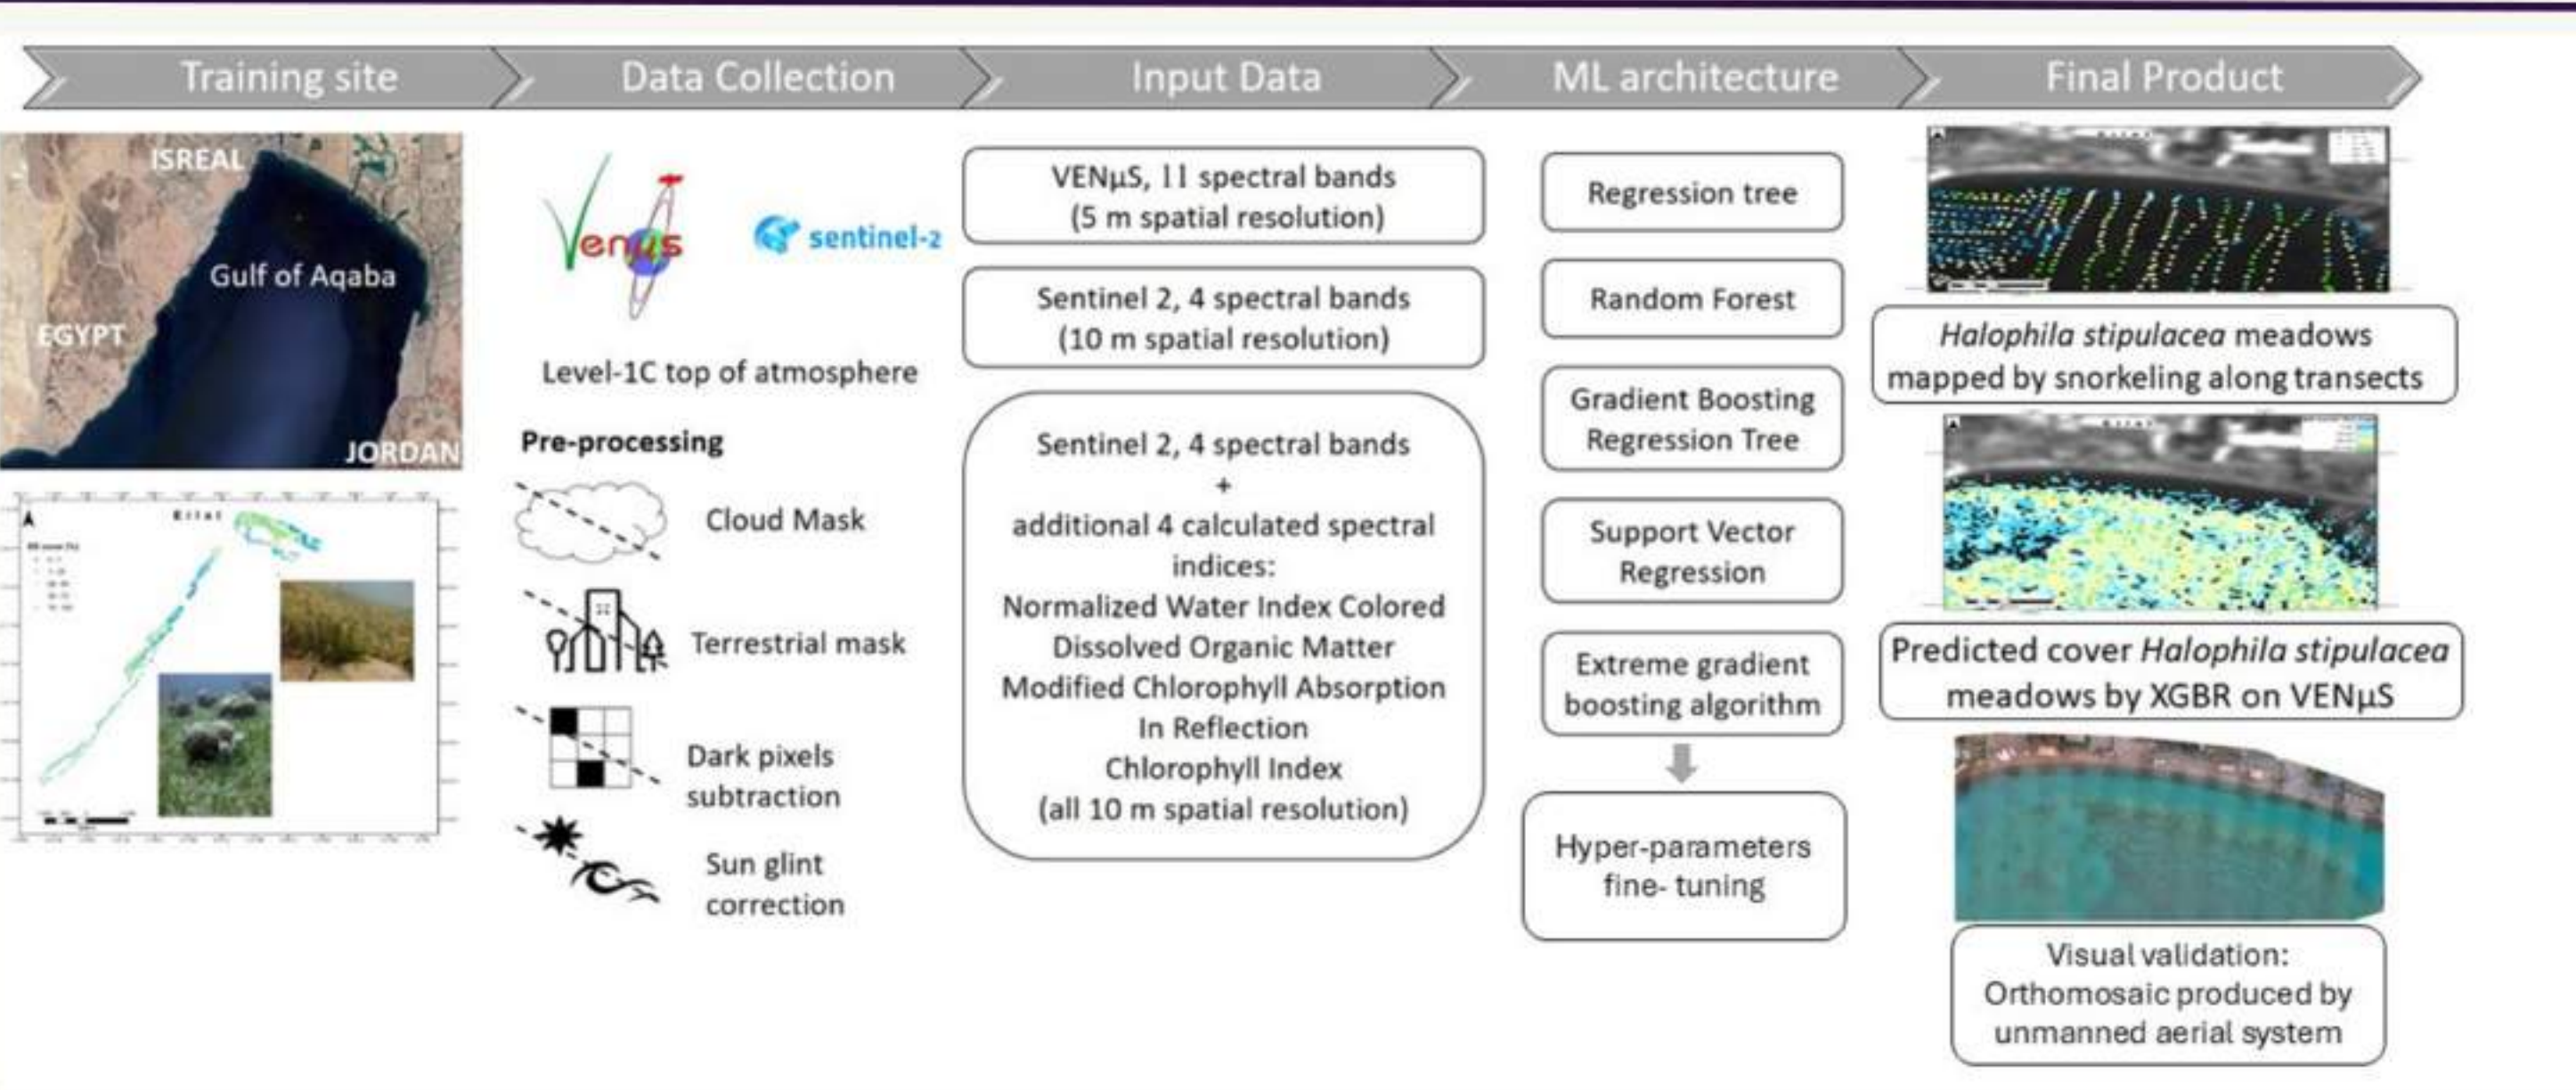 Training site
Data Collection
Input Data
ML architecture
Final Product
ISREAL
Gulf of Aqaba
EGYPT
JORDAN
Eilat
Venµs
sentinel-2
Level-1C top of atmosphere
Pre-processing
Cloud Mask
Terrestrial mask
Dark pixels
subtraction
Sun glint
correction
VENµS, 11 spectral bands
(5 m spatial resolution)
Sentinel 2, 4 spectral bands
(10 m spatial resolution)
Sentinel 2, 4 spectral bands
+
additional 4 calculated spectral
indices:
Normalized Water Index Colored
Dissolved Organic Matter
Modified Chlorophyll Absorption
In Reflection
Chlorophyll Index
(all 10 m spatial resolution)
Regression tree
Random Forest
Gradient Boosting
Regression Tree
Support Vector
Regression
Extreme gradient
boosting algorithm
Hyper-parameters
fine- tuning
Halophila stipulacea meadows
mapped by snorkeling along transects
Predicted cover Halophila stipulacea
meadows by XGBR on VENµS
Visual validation:
Orthomosaic produced by
unmanned aerial system